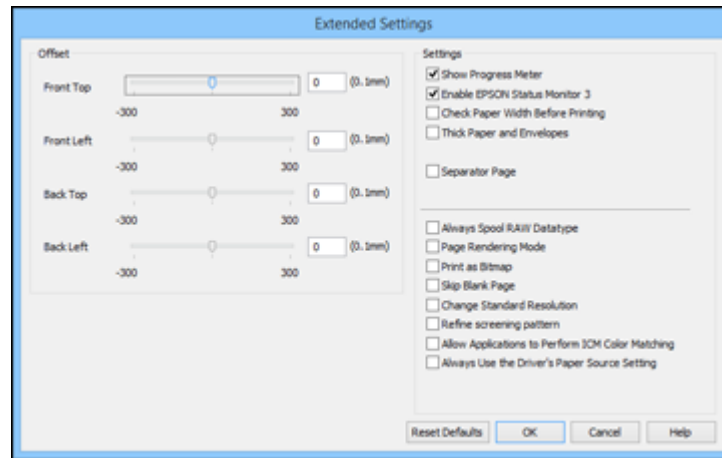 Extended Settings
Offset
Front Top
0
(0.1mm)
-300
300
Front Left
0
(0.1mm)
-300
300
Back Top
0
(0.1mm)
-300
300
Back Left
0
(0.1mm)
-300
300
Settings
Show Progress Meter
Enable EPSON Status Monitor 3
Check Paper Width Before Printing
Thick Paper and Envelopes
Separator Page
Always Spool RAW Datatype
Page Rendering Mode
Print as Bitmap
Skip Blank Page
Change Standard Resolution
Refine screening pattern
Allow Applications to Perform ICM Color Matching
Always Use the Driver's Paper Source Setting
Reset Defaults
OK
Cancel
Help